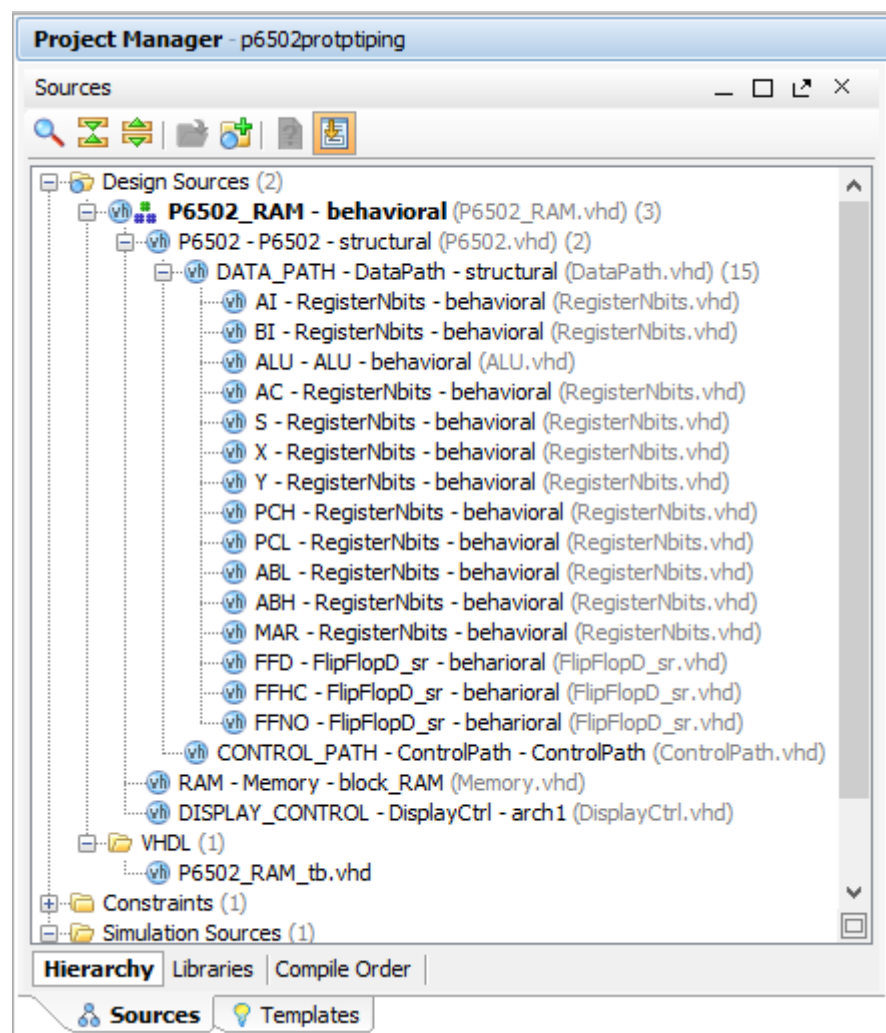 Project Manager - p6502protptiping
Sources
Design Sources (2)
P6502_RAM - behavioral (P6502_RAM.vhd) (3)
P6502 - P6502 - structural (P6502.vhd) (2)
DATA_PATH - DataPath - structural (DataPath.vhd) (15)
AI - RegisterNbits - behavioral (RegisterNbits.vhd)
BI - RegisterNbits - behavioral (RegisterNbits.vhd)
ALU - ALU - behavioral (ALU.vhd)
AC - RegisterNbits - behavioral (RegisterNbits.vhd)
S - RegisterNbits - behavioral (RegisterNbits.vhd)
X - RegisterNbits - behavioral (RegisterNbits.vhd)
Y - RegisterNbits - behavioral (RegisterNbits.vhd)
PCH - RegisterNbits - behavioral (RegisterNbits.vhd)
PCL - RegisterNbits - behavioral (RegisterNbits.vhd)
ABL - RegisterNbits - behavioral (RegisterNbits.vhd)
ABH - RegisterNbits - behavioral (RegisterNbits.vhd)
MAR - RegisterNbits - behavioral (RegisterNbits.vhd)
FFD - FlipFlopD_sr - beharioral (FlipFlopD_sr.vhd)
FFHC - FlipFlopD_sr - beharioral (FlipFlopD_sr.vhd)
FFNO - FlipFlopD_sr - beharioral (FlipFlopD_sr.vhd)
CONTROL_PATH - ControlPath - ControlPath (ControlPath.vhd)
RAM - Memory - block_RAM (Memory.vhd)
DISPLAY_CONTROL - DisplayCtrl - arch1 (DisplayCtrl.vhd)
VHDL (1)
P6502_RAM_tb.vhd
Constraints (1)
Simulation Sources (1)
Hierarchy Libraries Compile Order
Sources Templates